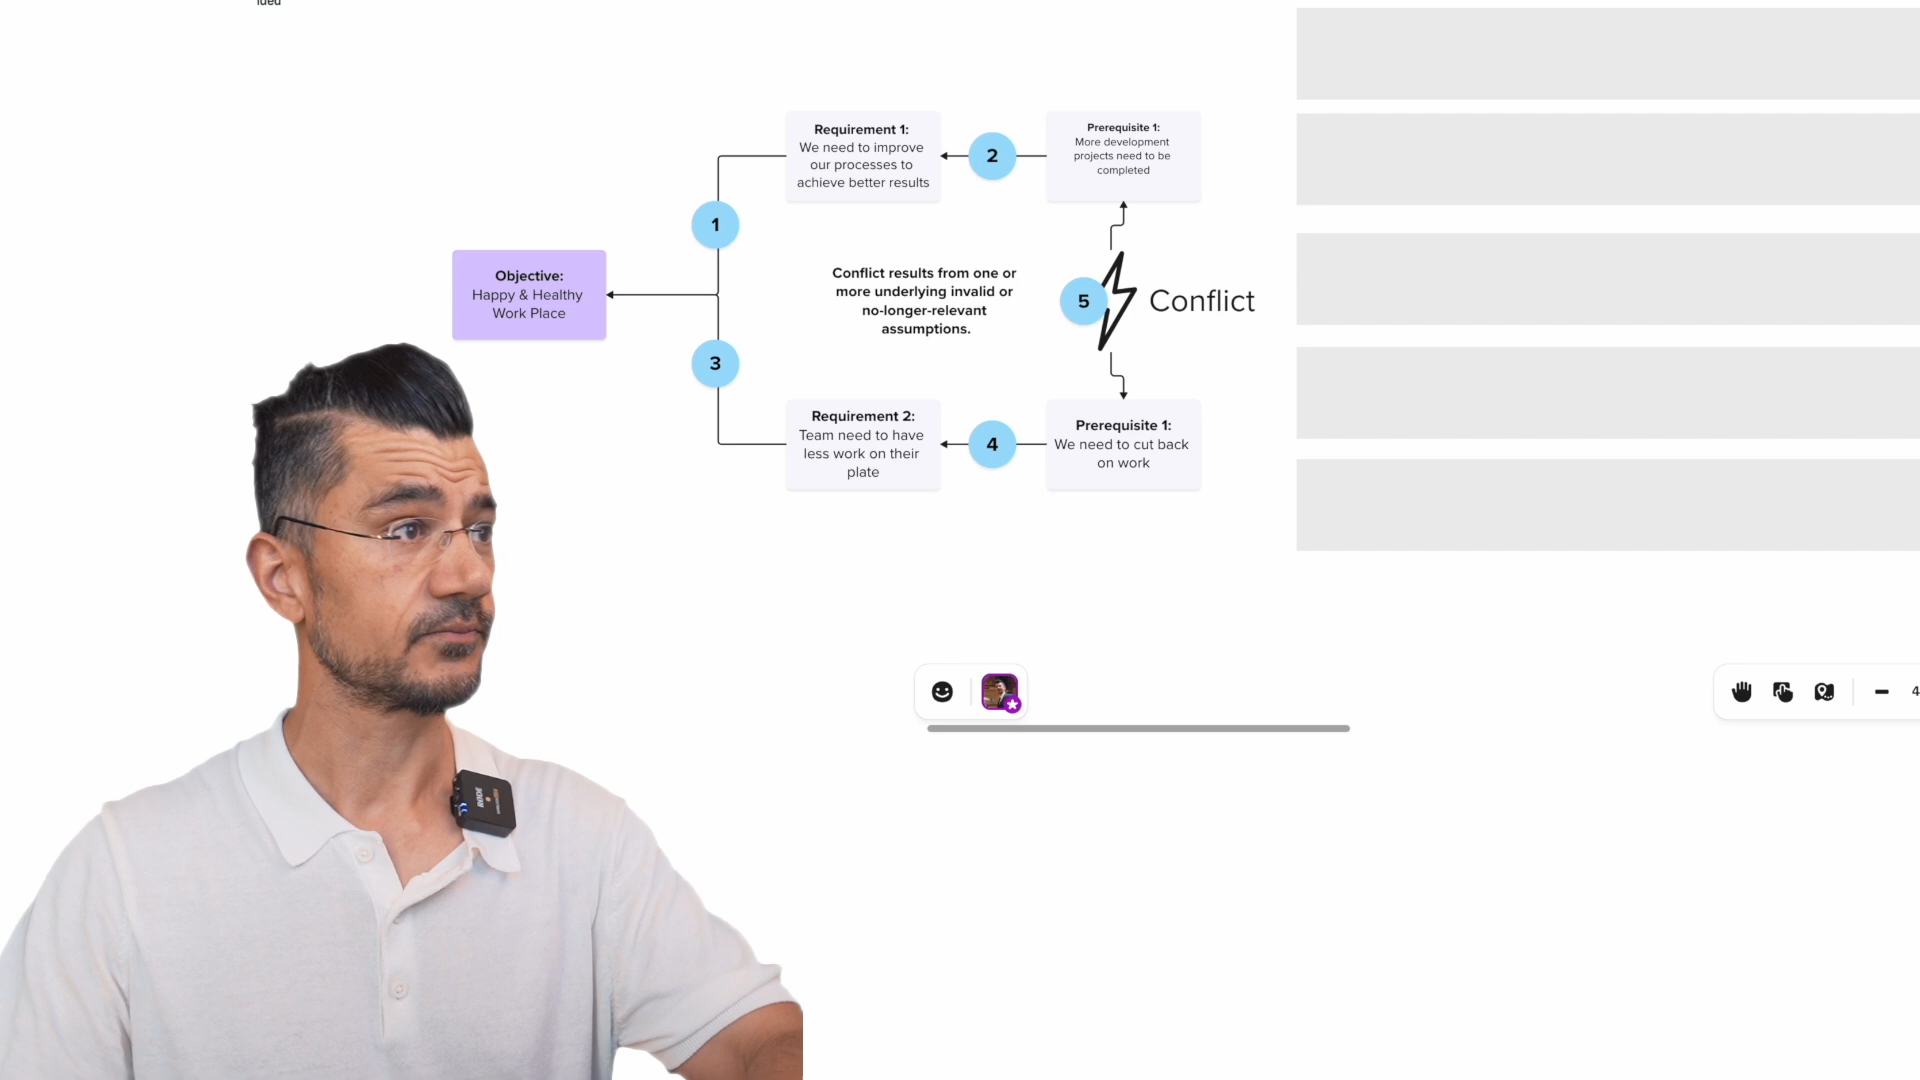 idea
Requirement 1:
We need to improve
our processes to
achieve better results
2
Prerequisite 1:
More development
projects need to be
completed
1
Objective:
Happy & Healthy
Work Place
Conflict results from one or
more underlying invalid or
no-longer-relevant
assumptions.
5
Conflict
3
Requirement 2:
Team need to have
less work on their
plate
4
Prerequisite 1:
We need to cut back
on work
4
RØDE